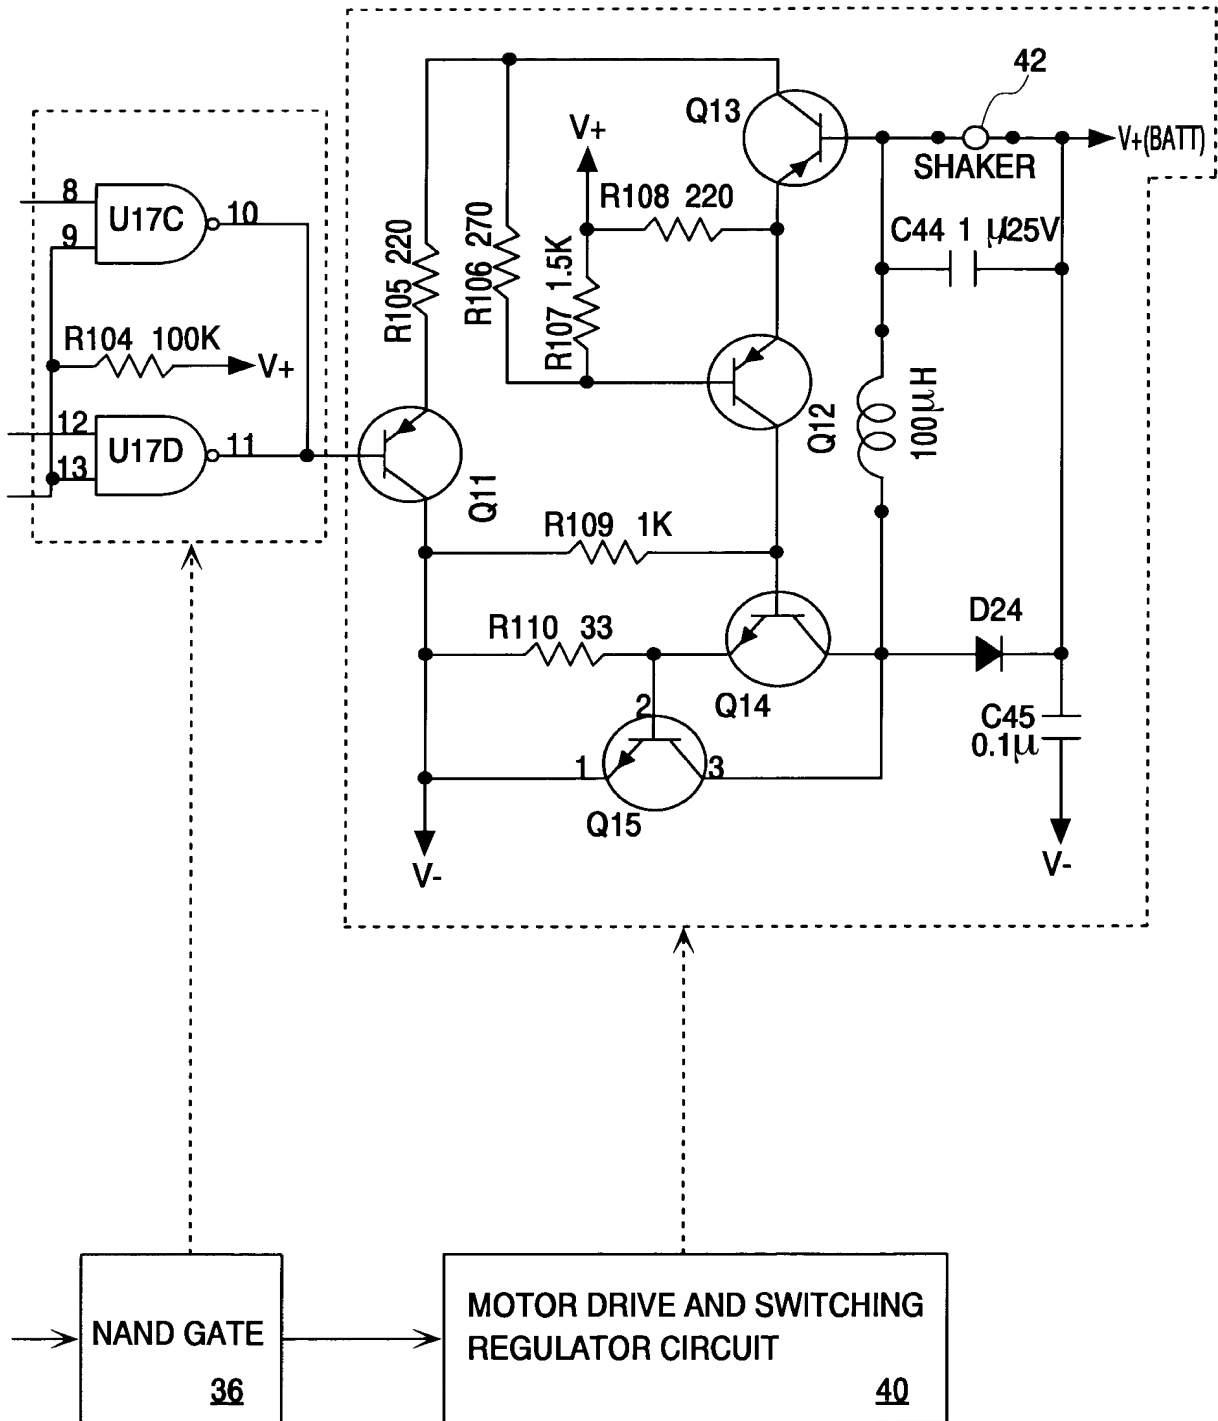 42
Q13
V+
V+(BATT)
SHAKER
8
U17C
10
9
R108 220
C44 1 µ/25V
R105 220
R106 270
R107 1.5K
R104 100K
V+
12
U17D
11
13
Q11
Q12
100µH
R109 1K
D24
R110 33
Q14
2
C45
0.1µ
1
3
Q15
V-
V-
NAND GATE
36
MOTOR DRIVE AND SWITCHING
REGULATOR CIRCUIT
40